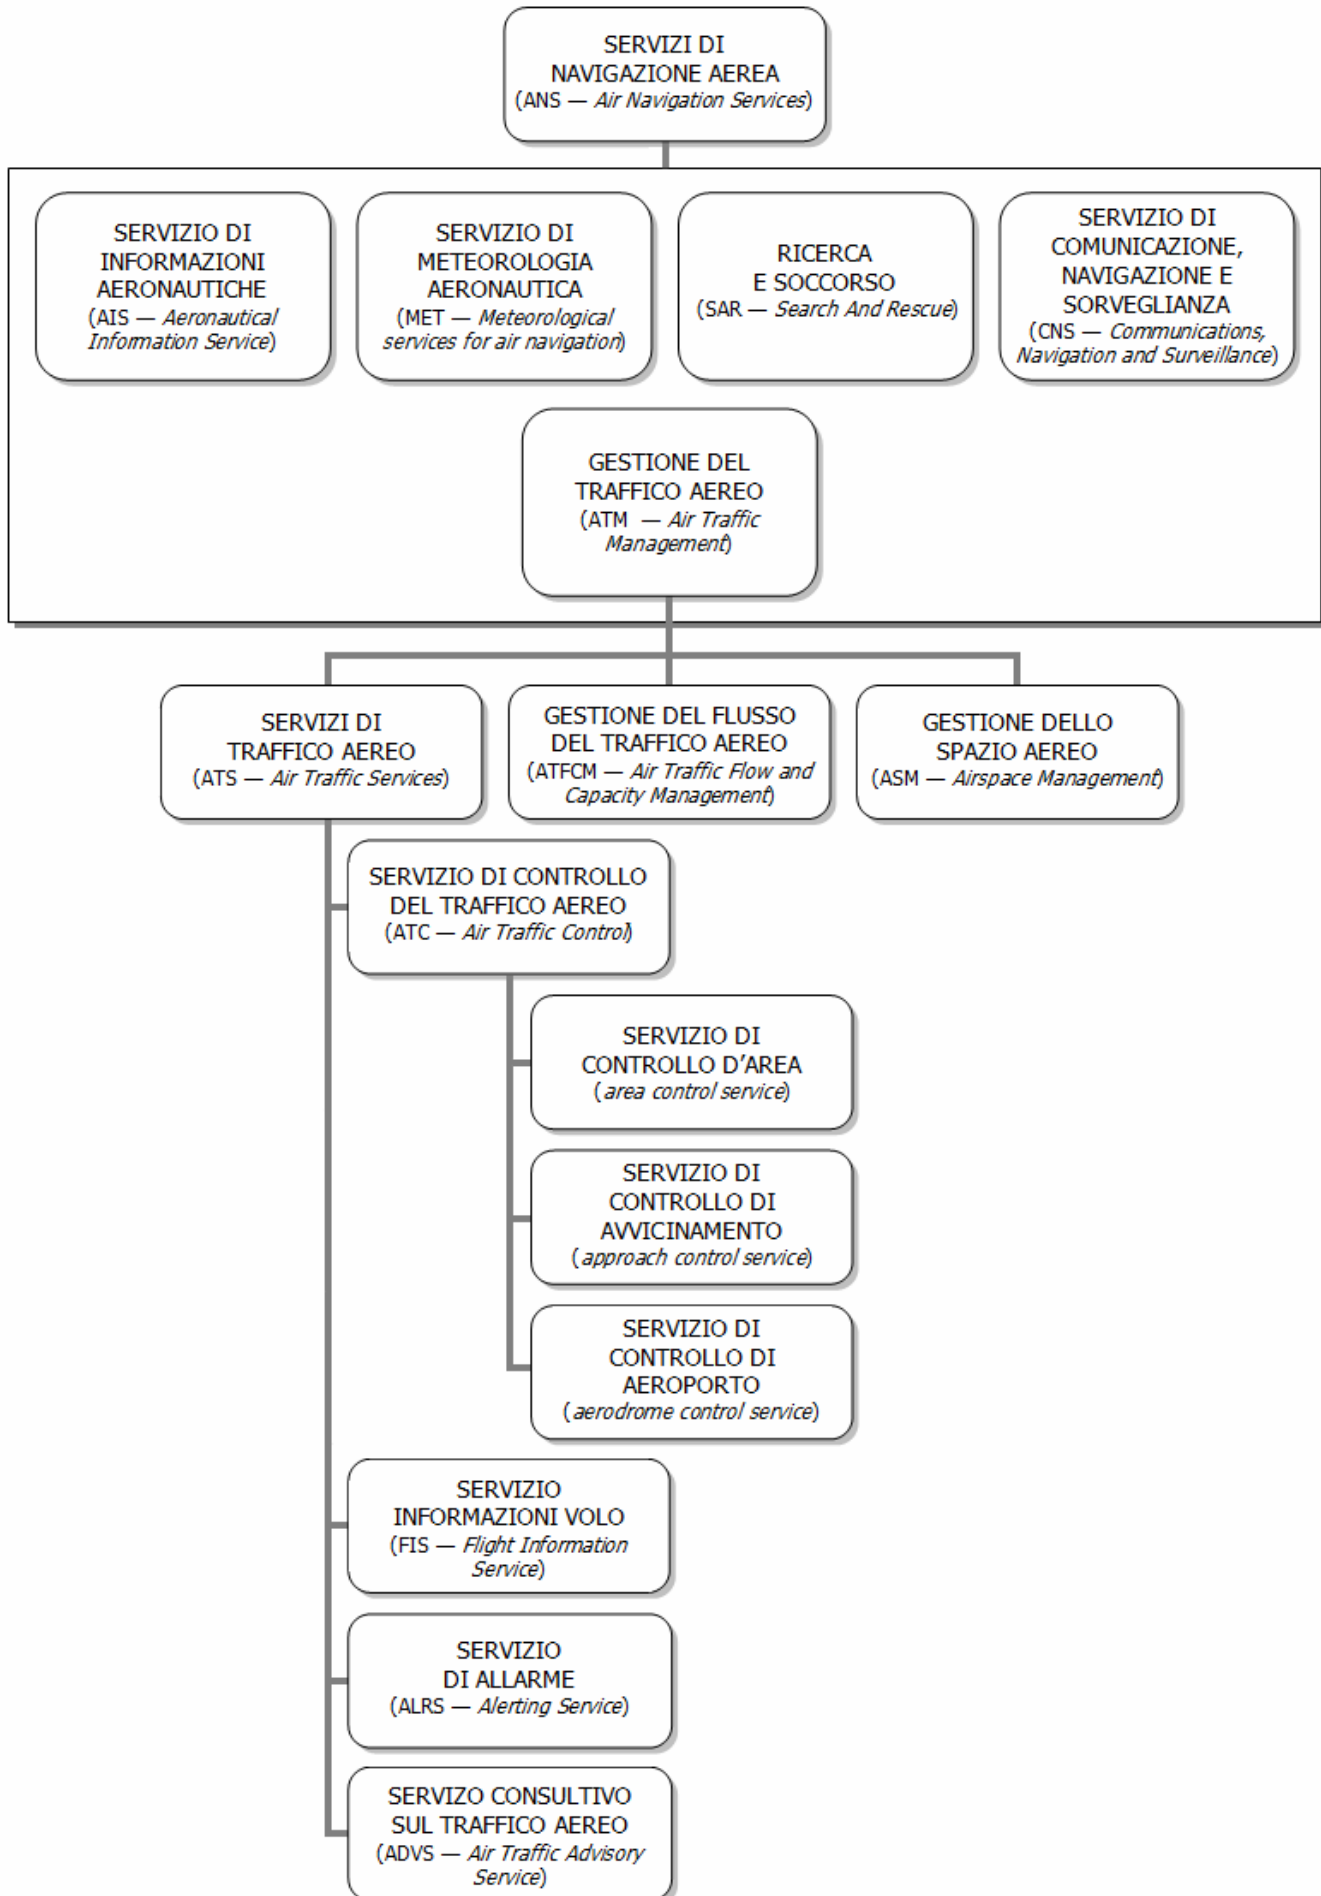 SERVIZI DI
NAVIGAZIONE AEREA
(ANS — Air Navigation Services)
SERVIZIO DI
INFORMAZIONI
AERONAUTICHE
(AIS — Aeronautical
Information Service)
SERVIZIO DI
METEOROLOGIA
AERONAUTICA
(MET — Meteorological
services for air navigation)
RICERCA
E SOCCORSO
(SAR — Search And Rescue)
SERVIZIO DI
COMUNICAZIONE,
NAVIGAZIONE E
SORVEGLIANZA
(CNS — Communications,
Navigation and Surveillance)
GESTIONE DEL
TRAFFICO AEREO
(ATM — Air Traffic
Management)
SERVIZI DI
TRAFFICO AEREO
(ATS — Air Traffic Services)
GESTIONE DEL FLUSSO
DEL TRAFFICO AEREO
(ATFCM — Air Traffic Flow and
Capacity Management)
GESTIONE DELLO
SPAZIO AEREO
(ASM — Airspace Management)
SERVIZIO DI CONTROLLO
DEL TRAFFICO AEREO
(ATC — Air Traffic Control)
SERVIZIO DI
CONTROLLO D'AREA
(area control service)
SERVIZIO DI
CONTROLLO DI
AVVICINAMENTO
(approach control service)
SERVIZIO DI
CONTROLLO DI
AEROPORTO
(aerodrome control service)
SERVIZIO
INFORMAZIONI VOLO
(FIS — Flight Information
Service)
SERVIZIO
DI ALLARME
(ALRS — Alerting Service)
SERVIZO CONSULTIVO
SUL TRAFFICO AEREO
(ADVS — Air Traffic Advisory
Service)